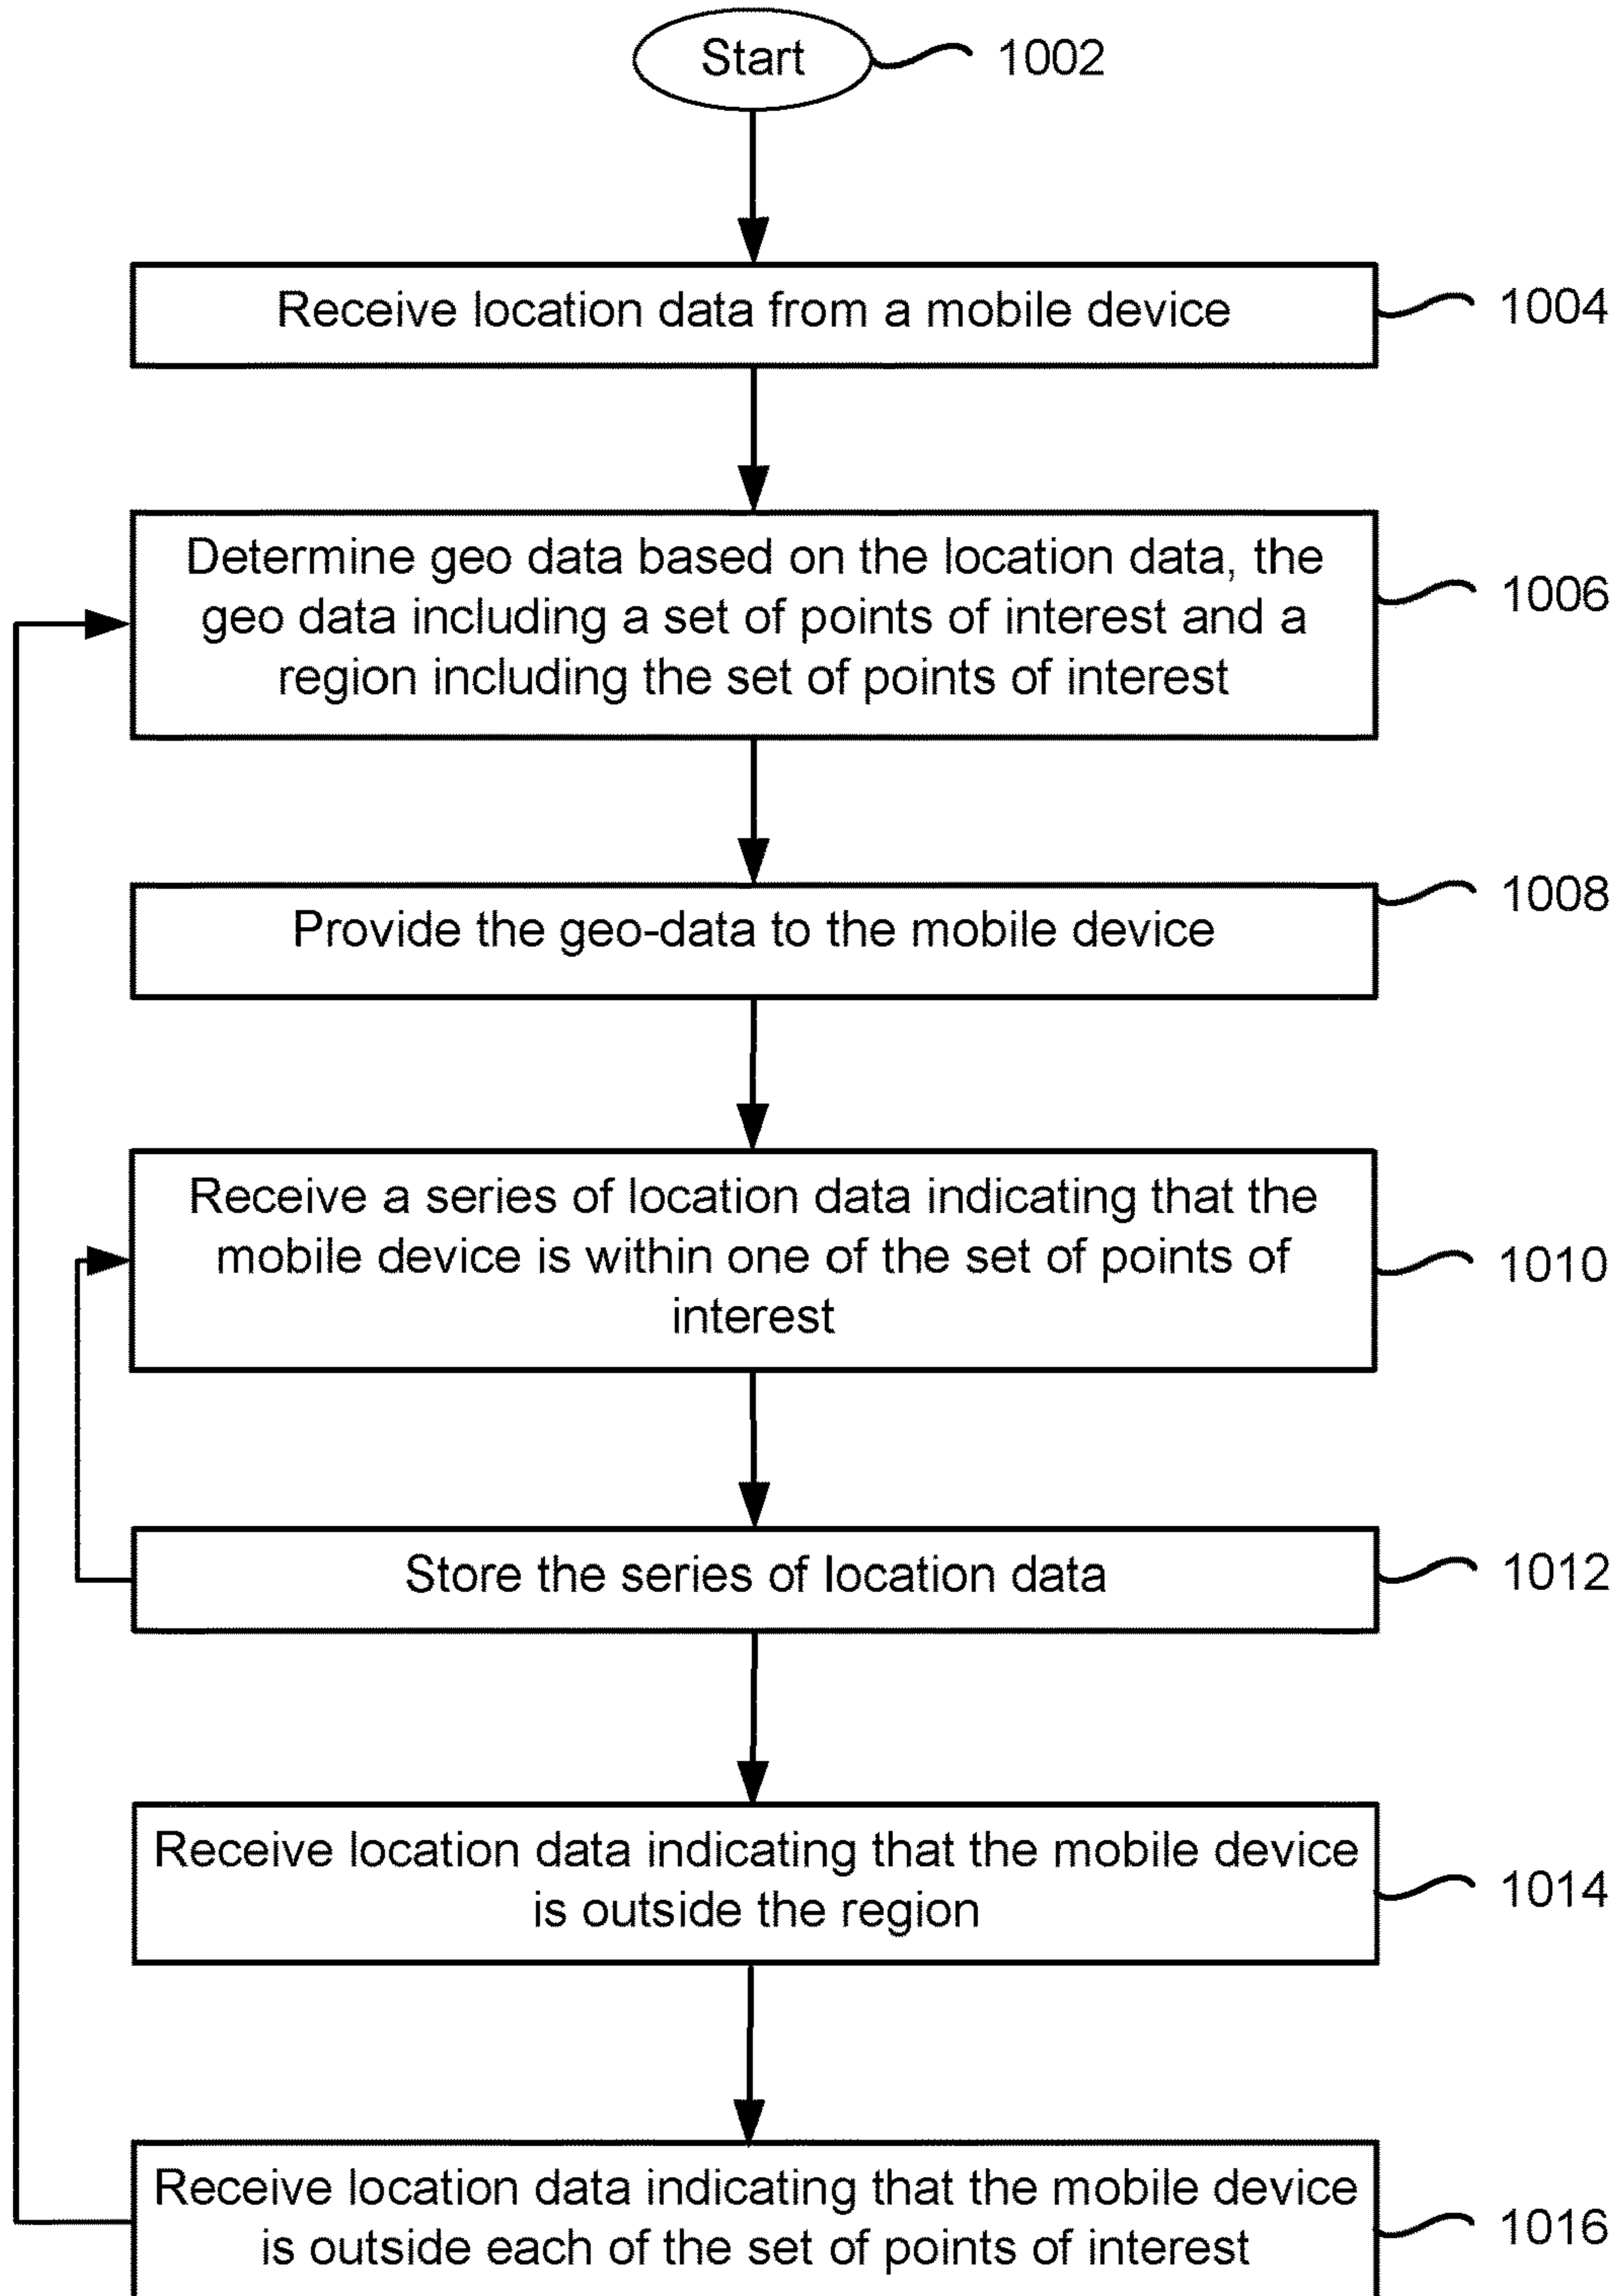 Start
1002
Receive location data from a mobile device
1004
Determine geo data based on the location data, the
geo data including a set of points of interest and a
region including the set of points of interest
1006
Provide the geo-data to the mobile device
1008
Receive a series of location data indicating that the
mobile device is within one of the set of points of
interest
1010
Store the series of location data
1012
Receive location data indicating that the mobile device
is outside the region
1014
Receive location data indicating that the mobile device
is outside each of the set of points of interest
1016